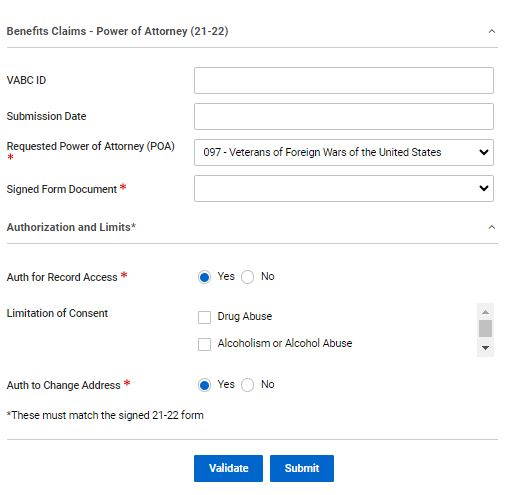 Benefits Claims - Power of Attorney (21-22)
VABC ID
Submission Date
Requested Power of Attorney (POA)
*
097 - Veterans of Foreign Wars of the United States
Signed Form Document *
Authorization and Limits*
Auth for Record Access * Yes No
Limitation of Consent Drug Abuse
Alcoholism or Alcohol Abuse
Auth to Change Address * Yes No
*These must match the signed 21-22 form
Validate Submit